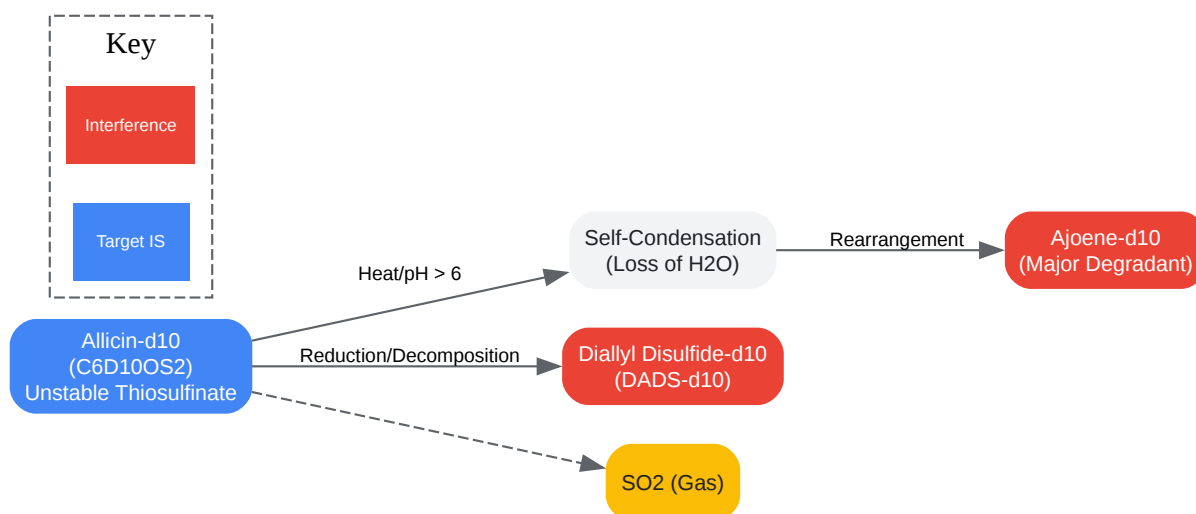 Key
Interference
Target IS
Allicin-d10
(C6D10OS2)
Unstable Thiosulfinate
Heat/pH > 6
Reduction/Decomposition
Self-Condensation
(Loss of H2O)
Rearrangement
Ajoene-d10
(Major Degradant)
Diallyl Disulfide-d10
(DADS-d10)
SO2 (Gas)